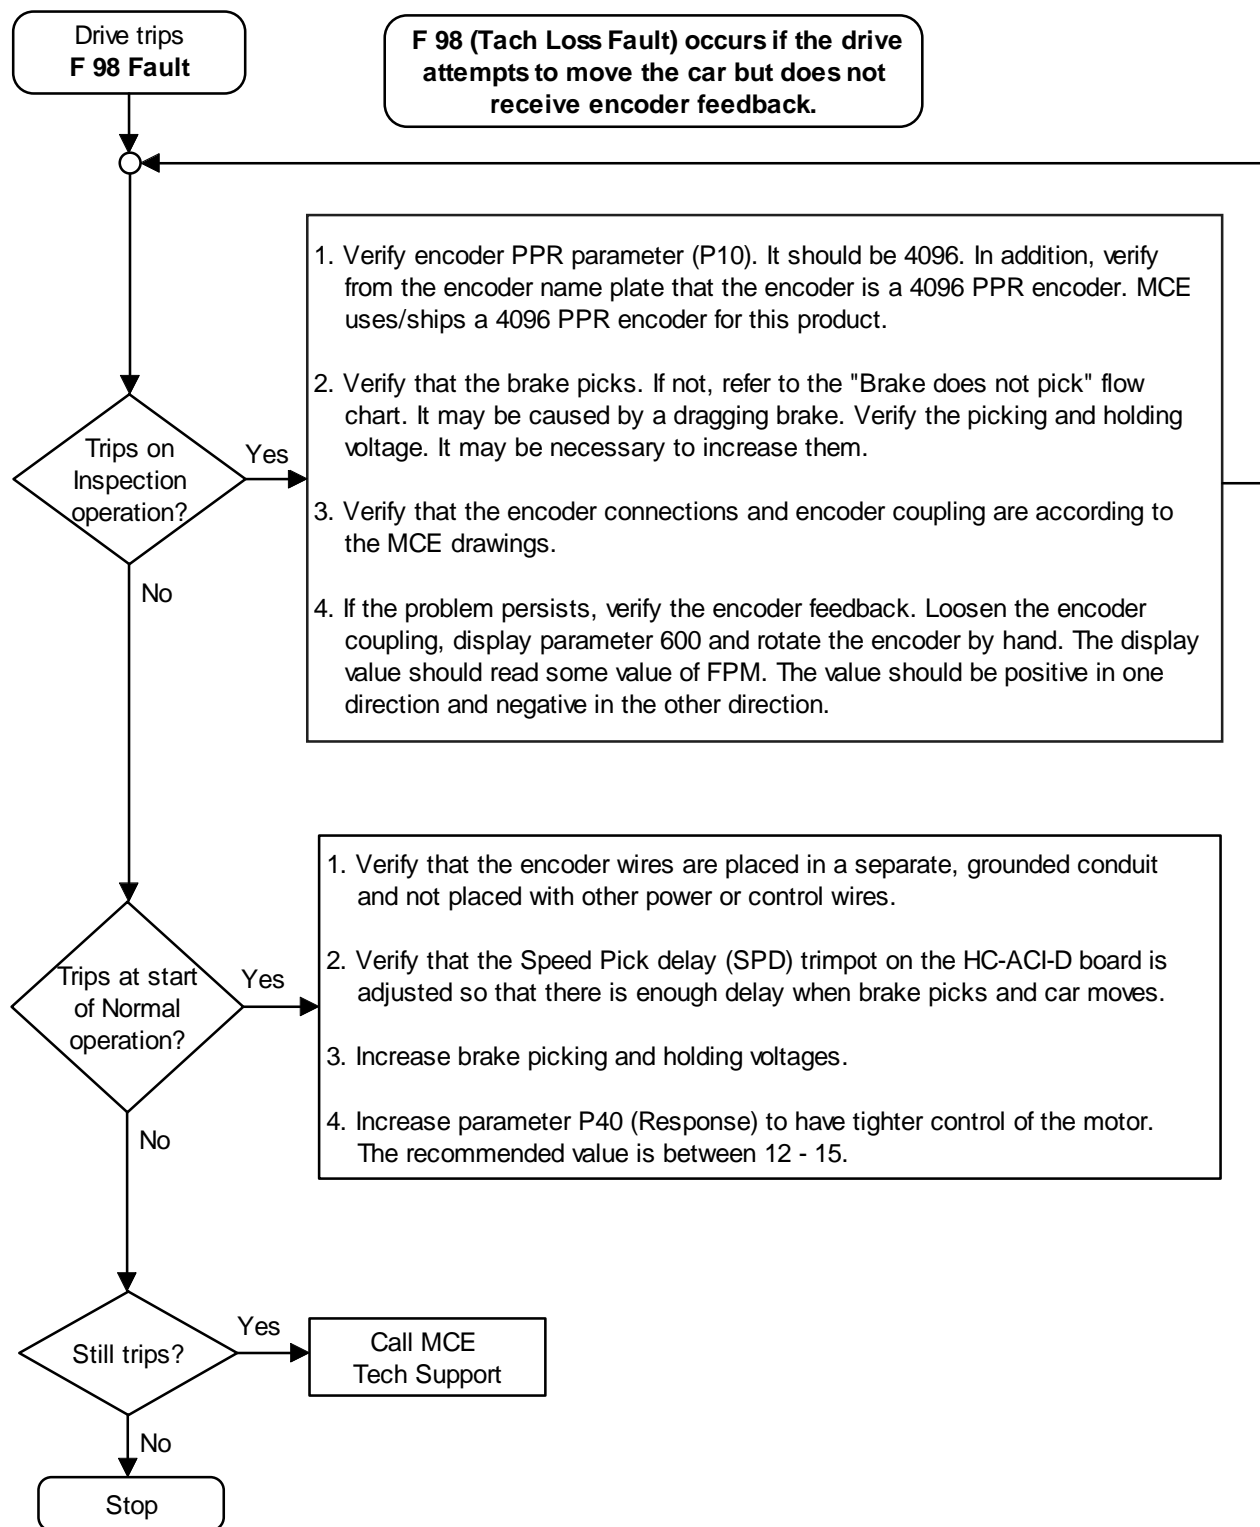 Drive trips
F 98 Fault
F 98 (Tach Loss Fault) occurs if the drive
attempts to move the car but does not
receive encoder feedback.
1. Verify encoder PPR parameter (P10). It should be 4096. In addition, verify
from the encoder name plate that the encoder is a 4096 PPR encoder. MCE
uses/ships a 4096 PPR encoder for this product.
2. Verify that the brake picks. If not, refer to the "Brake does not pick" flow
chart. It may be caused by a dragging brake. Verify the picking and holding
voltage. It may be necessary to increase them.
3. Verify that the encoder connections and encoder coupling are according to
the MCE drawings.
4. If the problem persists, verify the encoder feedback. Loosen the encoder
coupling, display parameter 600 and rotate the encoder by hand. The display
value should read some value of FPM. The value should be positive in one
direction and negative in the other direction.
Trips on
Inspection
operation?
Yes
No
1. Verify that the encoder wires are placed in a separate, grounded conduit
and not placed with other power or control wires.
2. Verify that the Speed Pick delay (SPD) trimpot on the HC-ACI-D board is
adjusted so that there is enough delay when brake picks and car moves.
3. Increase brake picking and holding voltages.
4. Increase parameter P40 (Response) to have tighter control of the motor.
The recommended value is between 12 - 15.
Trips at start
of Normal
operation?
Yes
No
Still trips?
Yes
Call MCE
Tech Support
No
Stop